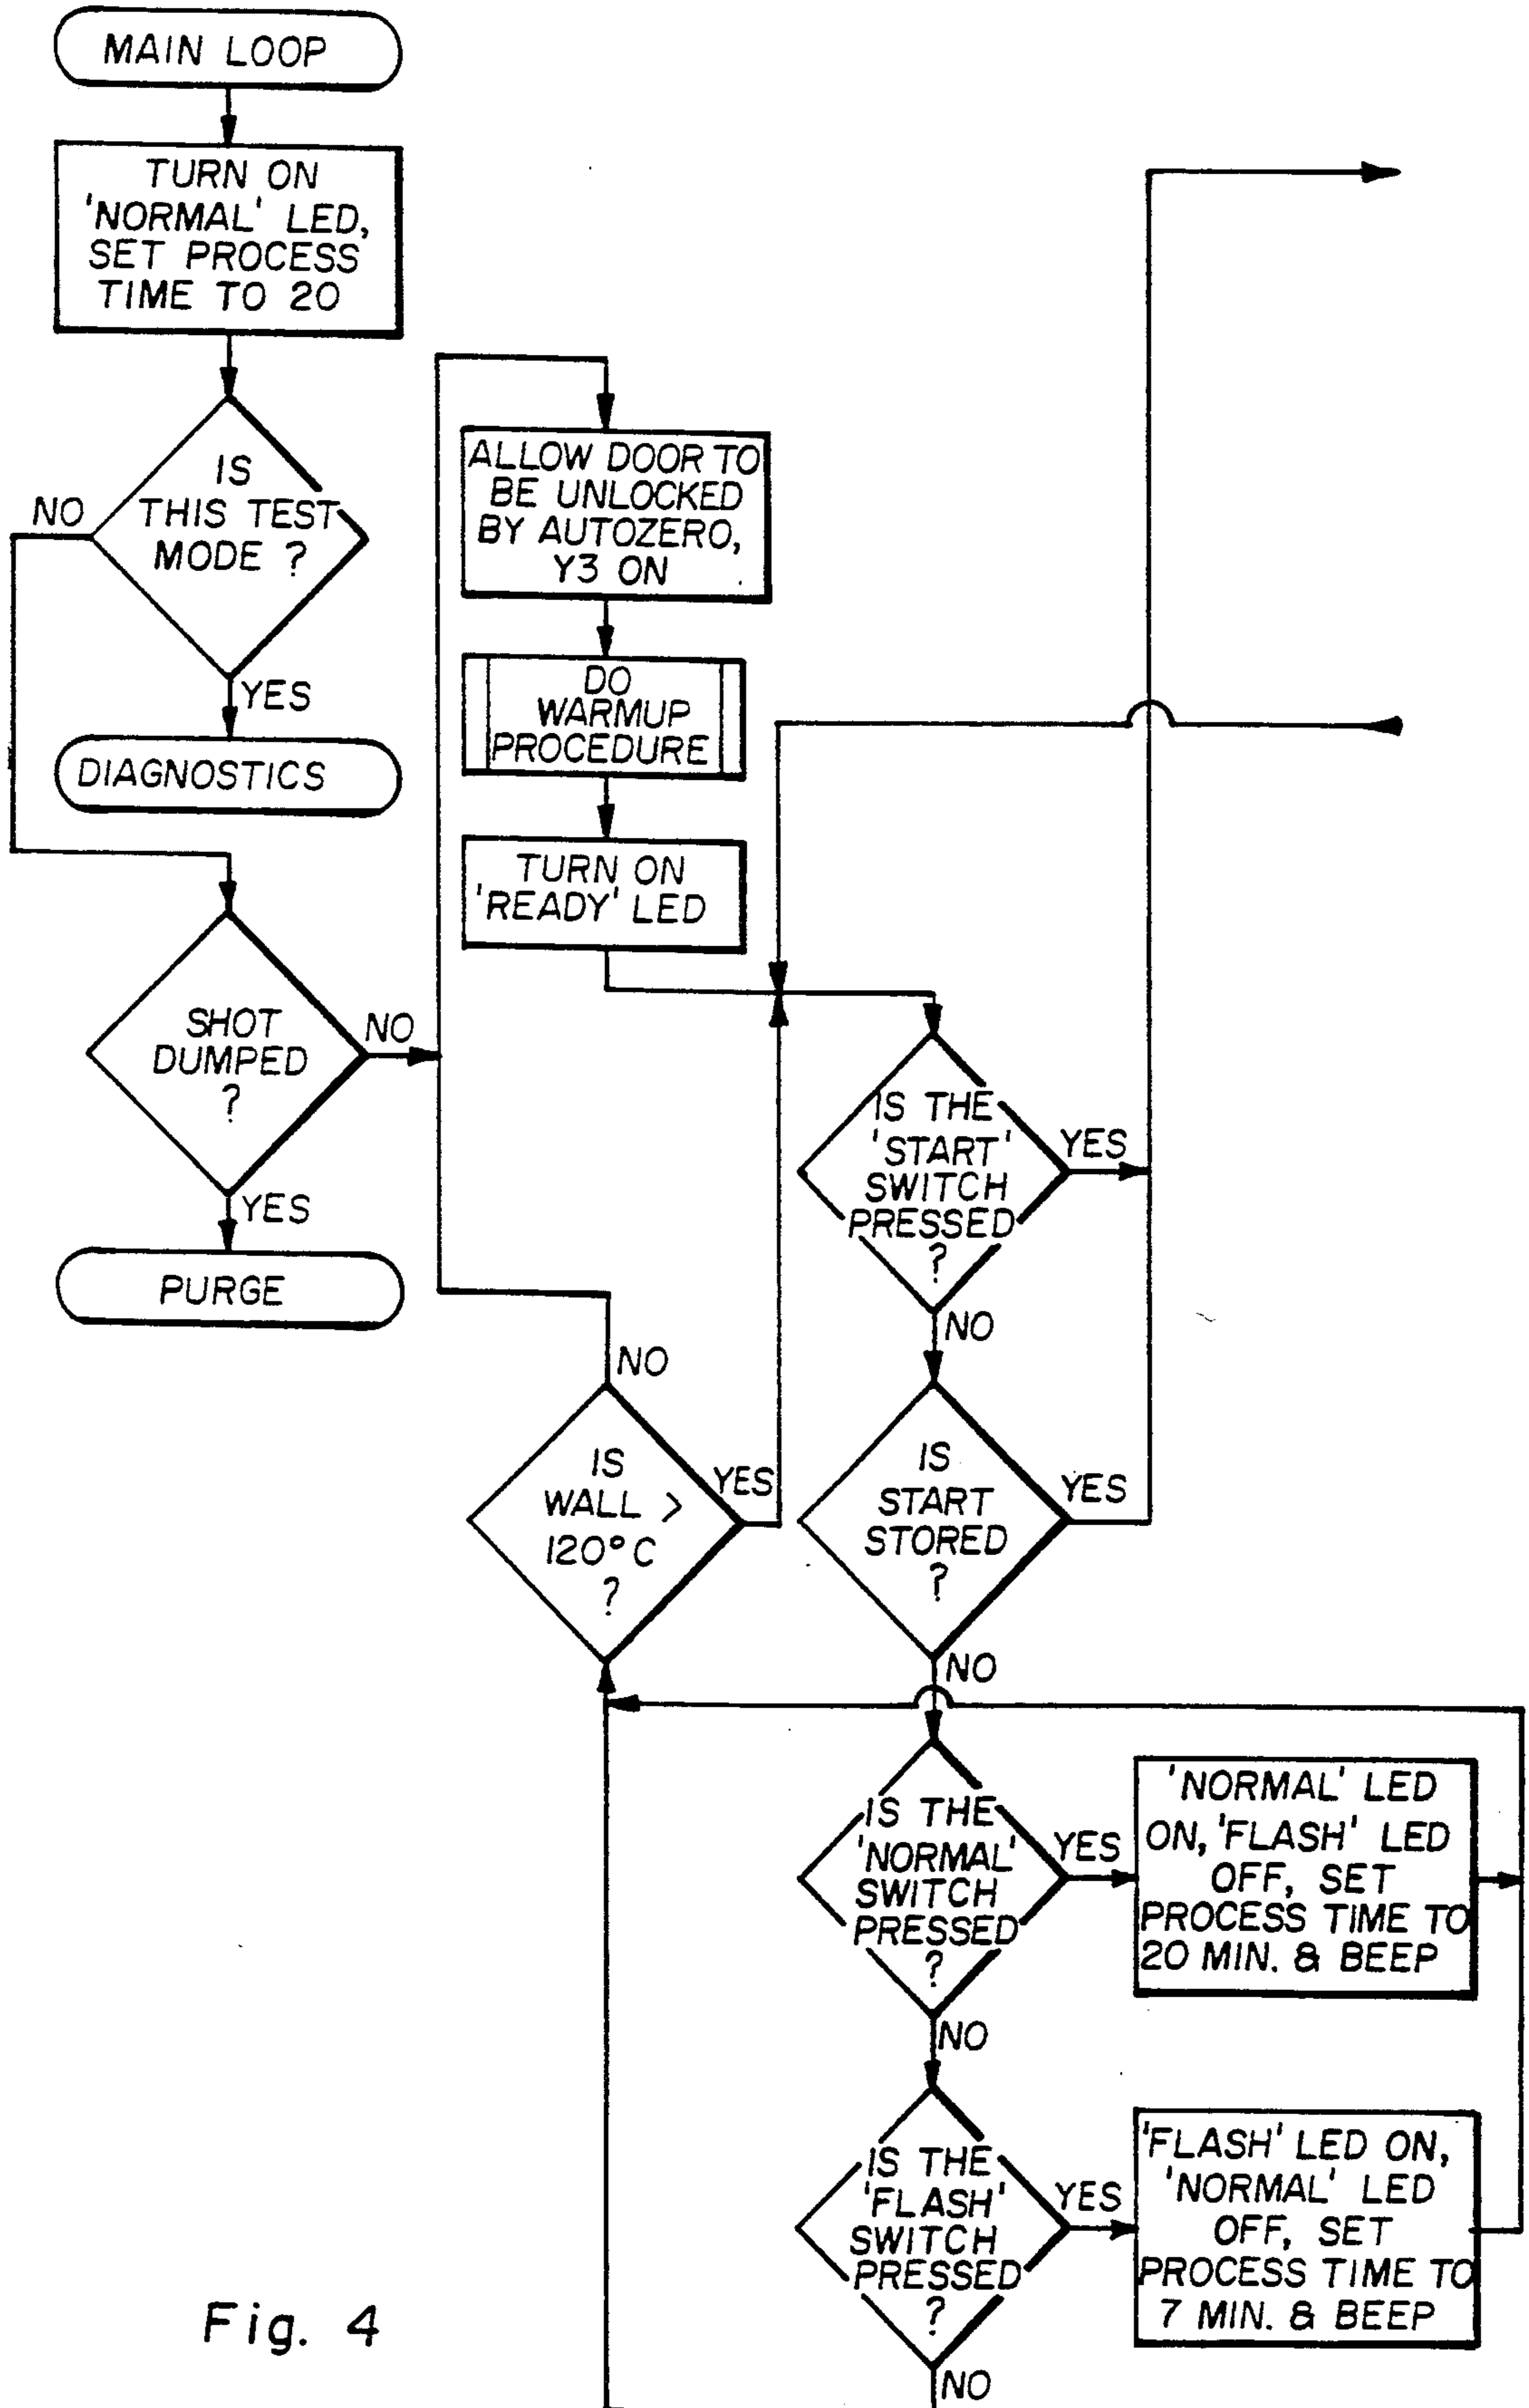 MAIN LOOP
TURN ON
'NORMAL' LED,
SET PROCESS
TIME TO 20
IS
THIS TEST
MODE ?
NO
YES
DIAGNOSTICS
SHOT
DUMPED
?
NO
YES
PURGE
ALLOW DOOR TO
BE UNLOCKED
BY AUTOZERO,
Y3 ON
DO
WARMUP
PROCEDURE
TURN ON
'READY' LED
IS THE
'START'
SWITCH
PRESSED
?
YES
NO
IS
START
STORED
?
YES
NO
IS
WALL >
120°C
?
NO
YES
IS THE
'NORMAL'
SWITCH
PRESSED
?
YES
NO
'NORMAL' LED
ON, 'FLASH' LED
OFF, SET
PROCESS TIME TO
20 MIN. & BEEP
IS THE
'FLASH'
SWITCH
PRESSED
?
YES
NO
'FLASH' LED ON,
'NORMAL' LED
OFF, SET
PROCESS TIME TO
7 MIN. & BEEP
Fig. 4